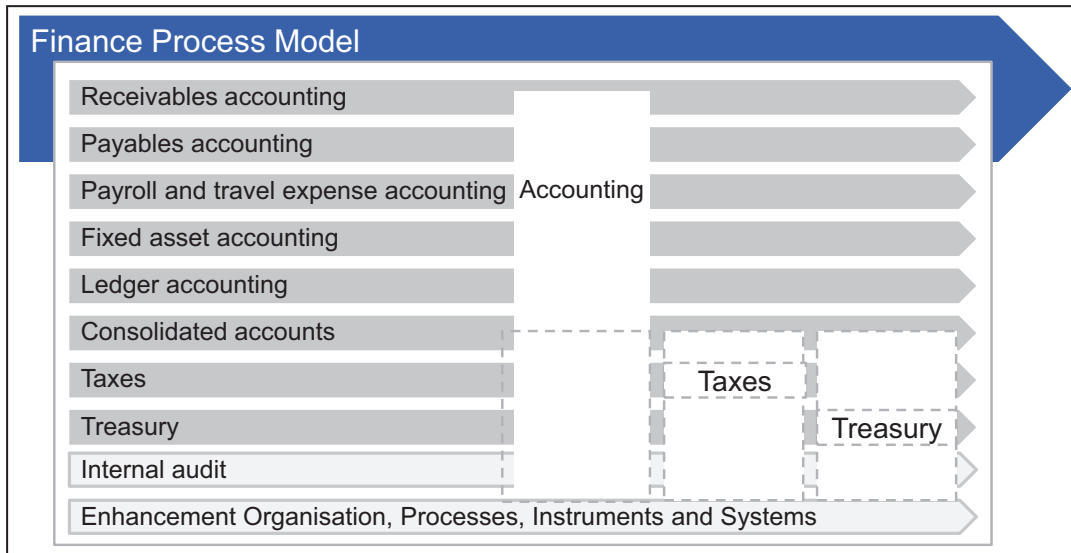 Finance Process Model
Receivables accounting
Payables accounting
Payroll and travel expense accounting Accounting
Fixed asset accounting
Ledger accounting
Consolidated accounts
Taxes Taxes
Treasury Treasury
Internal audit
Enhancement Organisation, Processes, Instruments and Systems